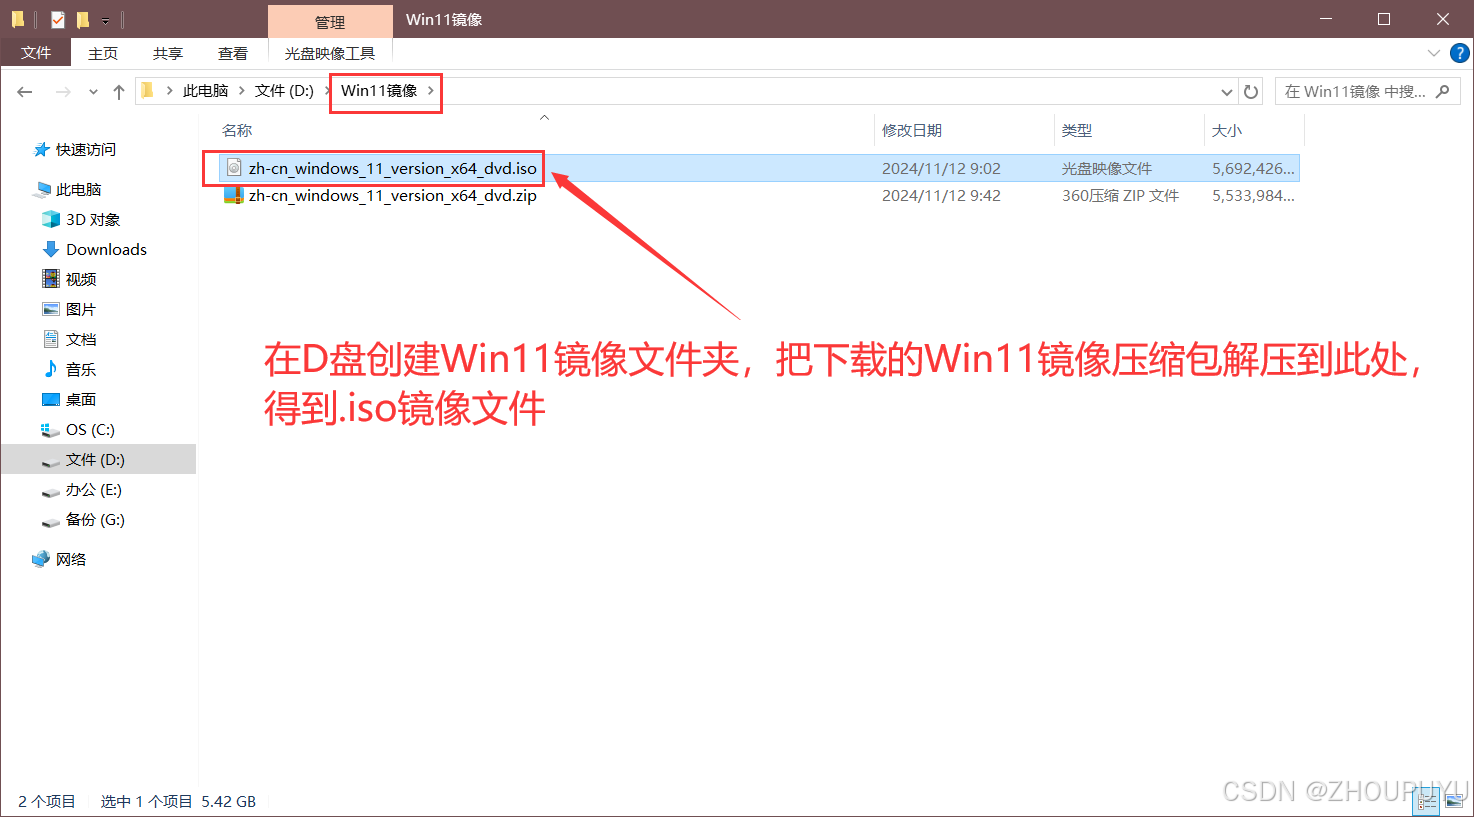 管理
Win11镜像
文件
主页
共享
查看
光盘映像工具
此电脑
文件 (D:)
Win11镜像
在 Win11镜像 中搜...
名称
修改日期
类型
大小
快速访问
此电脑
3D 对象
Downloads
视频
图片
文档
音乐
桌面
OS (C:)
文件 (D:)
办公 (E:)
备份 (G:)
网络
zh-cn_windows_11_version_x64_dvd.iso 2024/11/12 9:02 光盘映像文件 5,692,426...
zh-cn_windows_11_version_x64_dvd.zip 2024/11/12 9:42 360压缩 ZIP 文件 5,533,984...
在D盘创建Win11镜像文件夹，把下载的Win11镜像压缩包解压到此处，
得到.iso镜像文件
2 个项目 选中 1 个项目 5.42 GB
CSDN @ZHOUPUYU